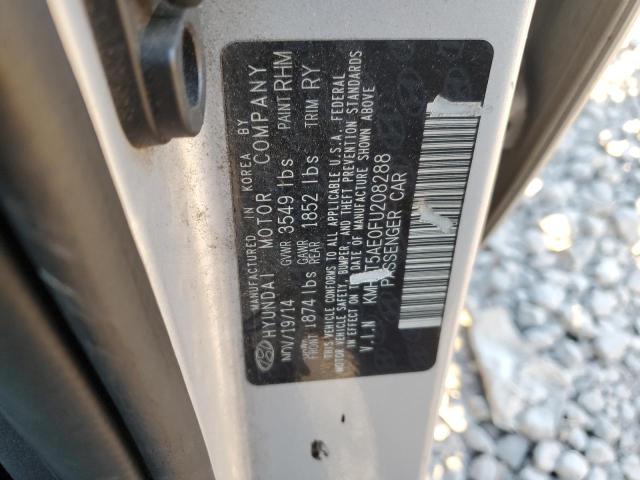 MANUFACTURED IN KOREA BY
HYUNDAI MOTOR COMPANY
NOV/19/14 GVWR 3549 lbs PAINT RHM
FRONT 1874 lbs GAWR REAR 1852 lbs TRIM RY
THIS VEHICLE CONFORMS TO ALL APPLICABLE U.S.A. FEDERAL
MOTOR VEHICLE SAFETY, BUMPER, AND THEFT PREVENTION STANDARDS
IN EFFECT ON THE DATE OF MANUFACTURE SHOWN ABOVE
V.I.N
PASSENGER CAR